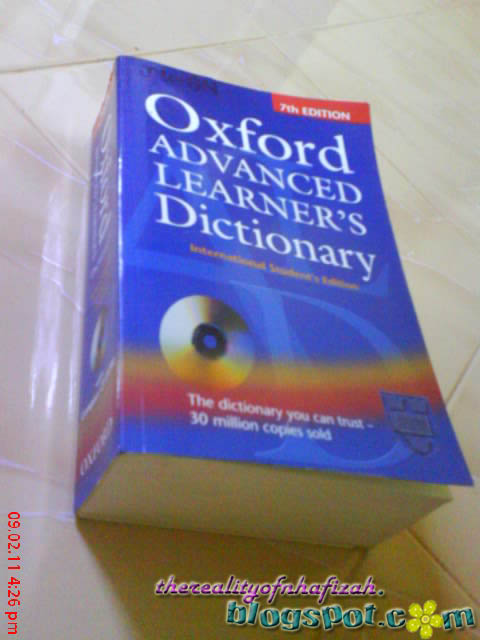 7th EDITION
Oxford
ADVANCED
LEARNER'S
Dictionary
International Student's Edition
The dictionary you can trust –
30 million copies sold
OXFORD
09.02.11 4:26 pm
therealityofnhafizah.
blogspot.com